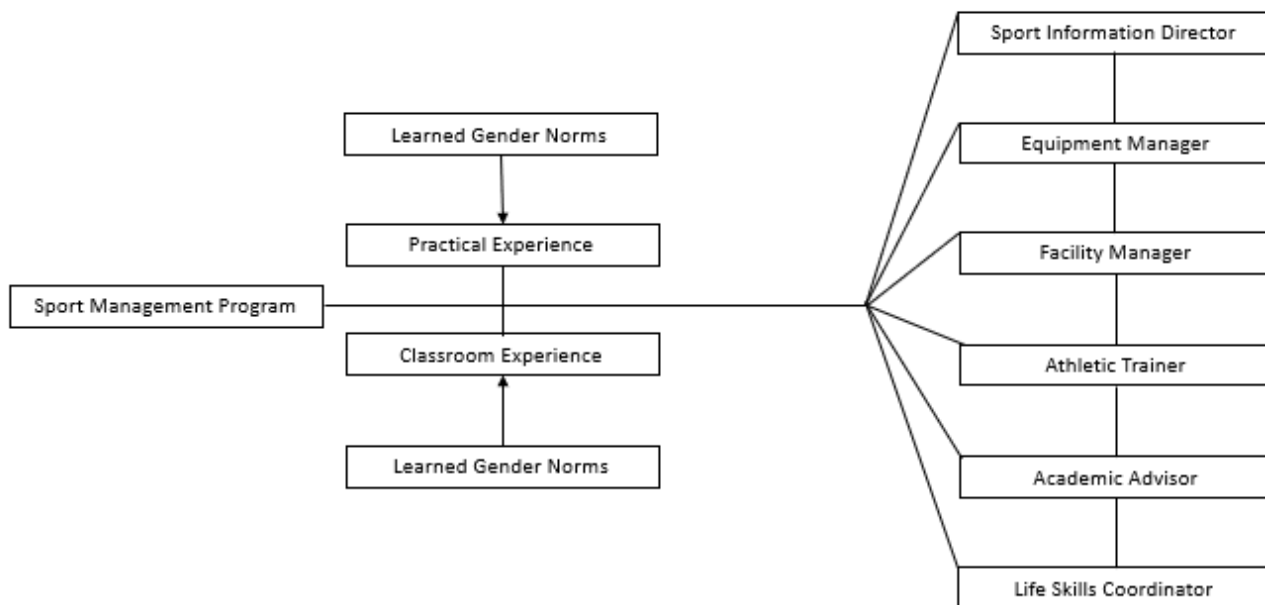 Sport Information Director
Learned Gender Norms
Equipment Manager
Practical Experience
Facility Manager
Sport Management Program
Classroom Experience
Athletic Trainer
Learned Gender Norms
Academic Advisor
Life Skills Coordinator